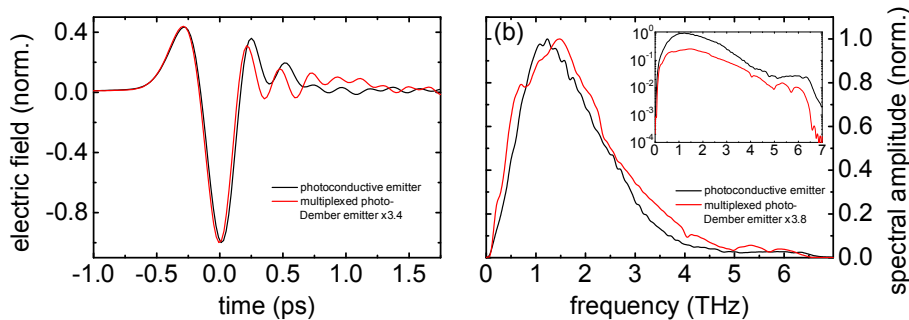 0.4
0.0
-0.4
-0.8
electric field (norm.)
-1.0
-0.5
0.0
0.5
1.0
1.5
time (ps)
photoconductive emitter
multiplexed photo-
Dember emitter x3.4
(b)
10⁰
10⁻¹
10⁻²
10⁻³
10⁻⁴
0 1 2 3 4 5 6 7
photoconductive emitter
multiplexed photo-
Dember emitter x3.8
0 1 2 3 4 5 6
frequency (THz)
1.0
0.8
0.6
0.4
0.2
0.0
spectral amplitude (norm.)